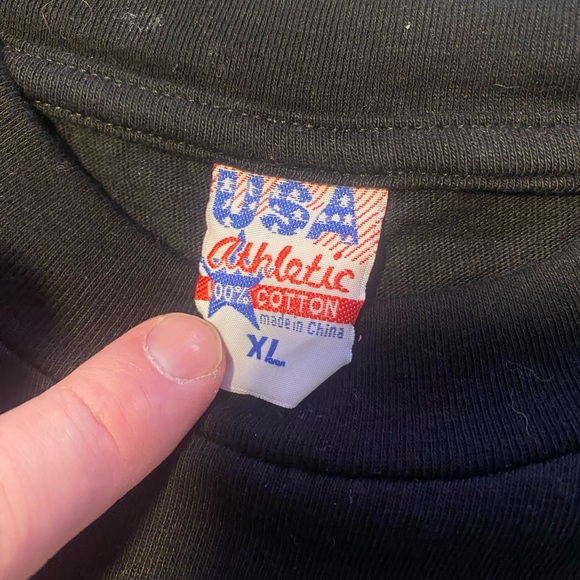 USA
athletic
100% COTTON
made in China
XL